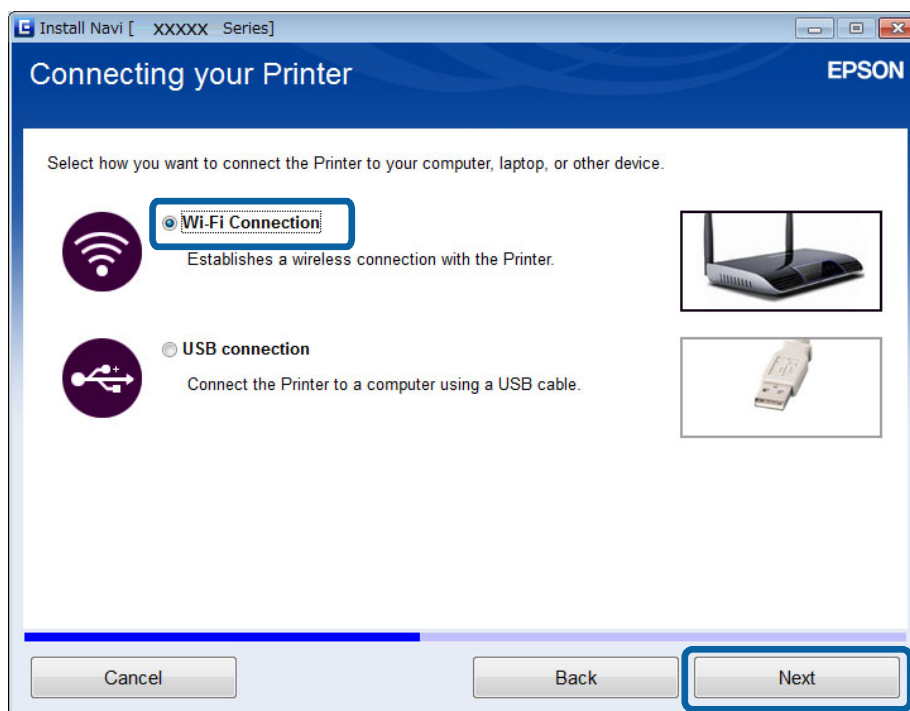 Install Navi [ XXXXX Series]
Connecting your Printer
EPSON
Select how you want to connect the Printer to your computer, laptop, or other device.
Wi-Fi Connection
Establishes a wireless connection with the Printer.
USB connection
Connect the Printer to a computer using a USB cable.
Cancel
Back
Next